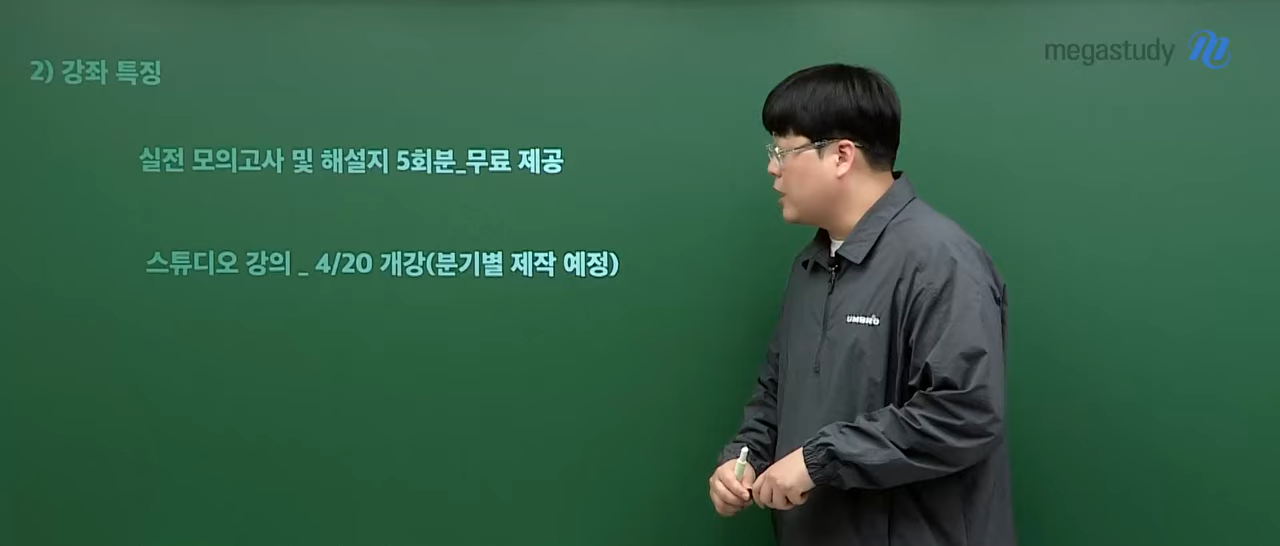 megastudy
2) 강좌 특징
실전 모의고사 및 해설지 5회분_무료 제공
스튜디오 강의 _ 4/20 개강(분기별 제작 예정)
UMBRO